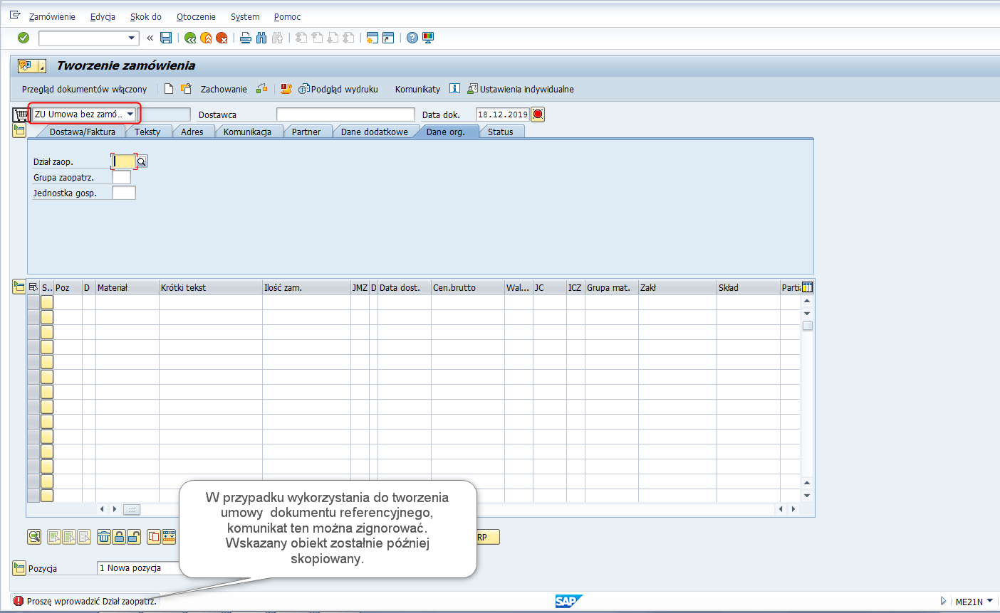 Zamówienie Edycja Skok do Otoczenie System Pomoc
«
Tworzenie zamówienia
Przegląd dokumentów włączony Zachowanie Podgląd wydruku Komunikaty Ustawienia indywidualne
ZU Umowa bez zamó... Dostawca Data dok. 18.12.2019
Dostawa/Faktura Teksty Adres Komunikacja Partner Dane dodatkowe Dane org. Status
Dział zaop.
Grupa zaopatrz.
Jednostka gosp.
S.. Poz D Materiał Krótki tekst Ilość zam. JMZ D Data dost. Cen.brutto Wal... JC ICZ Grupa mat. Zakł Skład Parti
W przypadku wykorzystania do tworzenia
umowy dokumentu referencyjnego,
komunikat ten można zignorować.
Wskazany obiekt zostałnie później
skopiowany.
RP
Pozycja 1 Nowa pozycja
Proszę wprowadzić Dział zaopatrz. SAP ME21N